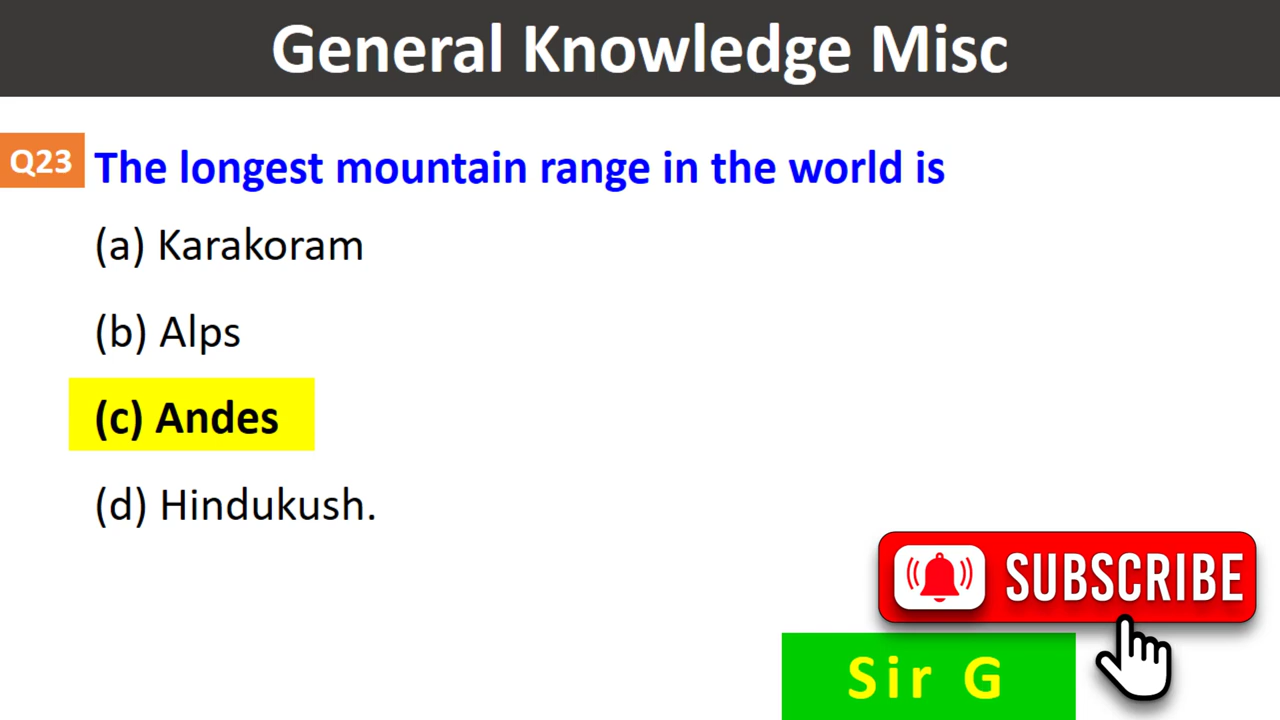 General Knowledge Misc
Q23 The longest mountain range in the world is
(a) Karakoram
(b) Alps
(c) Andes
(d) Hindukush.
SUBSCRIBE
Sir G